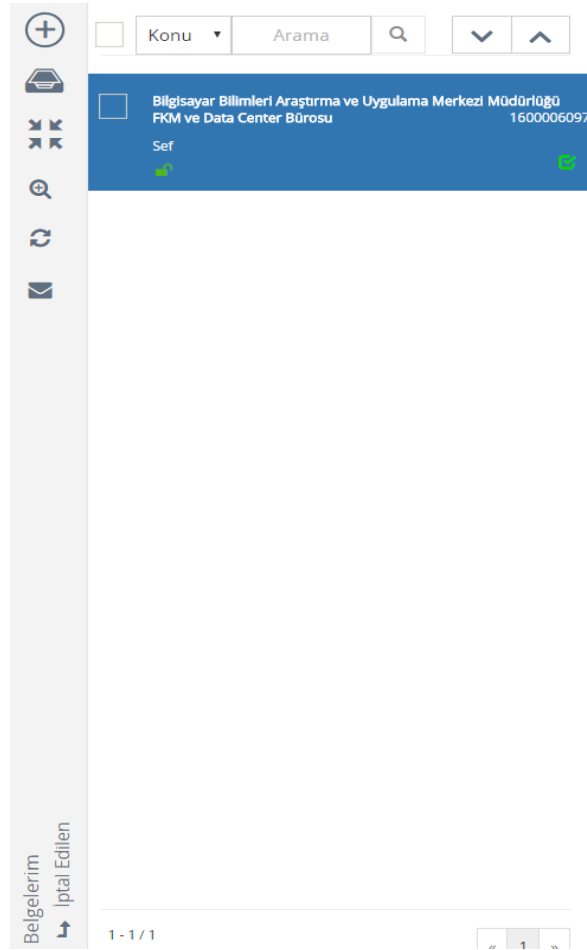 Konu Arama
Bilgisayar Bilimleri Araştırma ve Uygulama Merkezi Müdürlüğü
FKM ve Data Center Bürosu 1600006097
Sef
Belgelerim
İptal Edilen
1 - 1 / 1
« 1 »